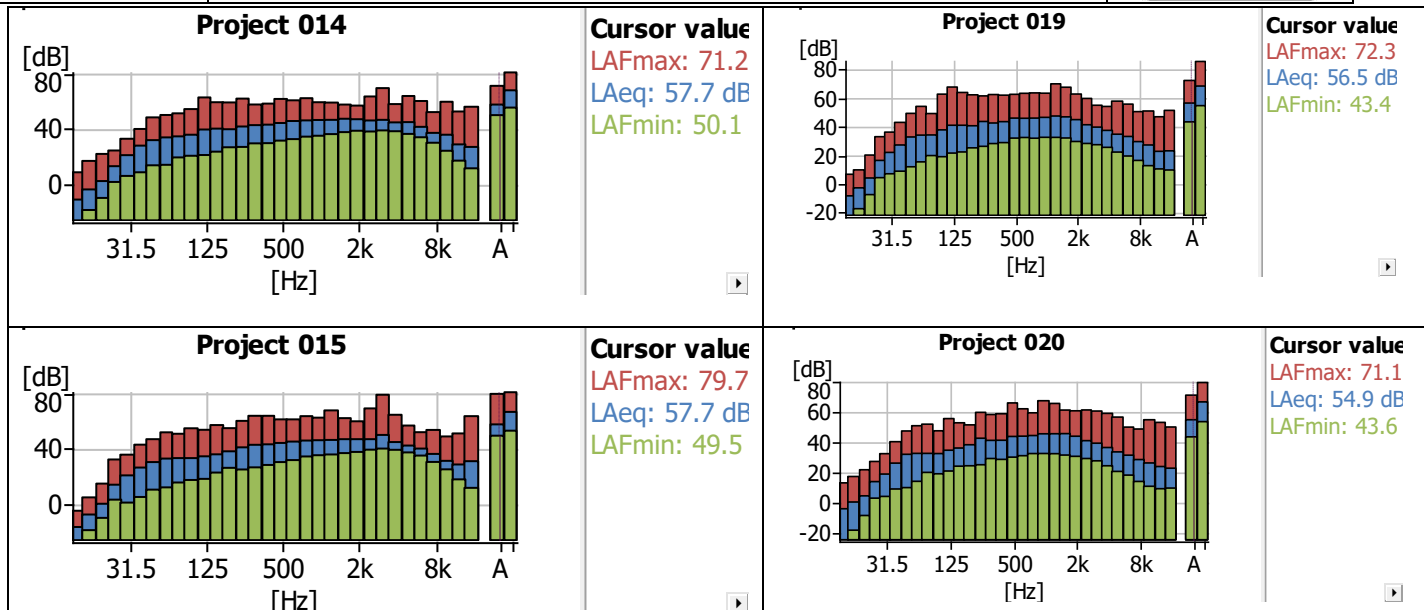 Project 014
Cursor value
[dB]
LAFmax: 71.2
LAeq: 57.7 dB
LAFmin: 50.1
80
40
0
31.5 125 500 2k 8k A
[Hz]
Project 019
Cursor value
[dB]
LAFmax: 72.3
LAeq: 56.5 dB
LAFmin: 43.4
80
60
40
20
0
-20
31.5 125 500 2k 8k A
[Hz]
Project 015
Cursor value
[dB]
LAFmax: 79.7
LAeq: 57.7 dB
LAFmin: 49.5
80
40
0
31.5 125 500 2k 8k A
[Hz]
Project 020
Cursor value
[dB]
LAFmax: 71.1
LAeq: 54.9 dB
LAFmin: 43.6
80
60
40
20
0
-20
31.5 125 500 2k 8k A
[Hz]